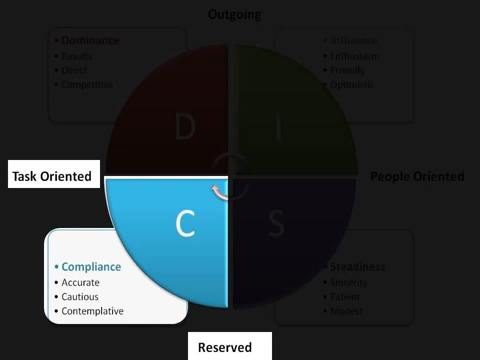 Outgoing
Dominance
Results
Direct
Competitive
Influence
Enthusiasm
Friendly
Optimistic
D
I
Task Oriented
People Oriented
C
S
Compliance
Accurate
Cautious
Contemplative
Steadiness
Sincerity
Patient
Modest
Reserved